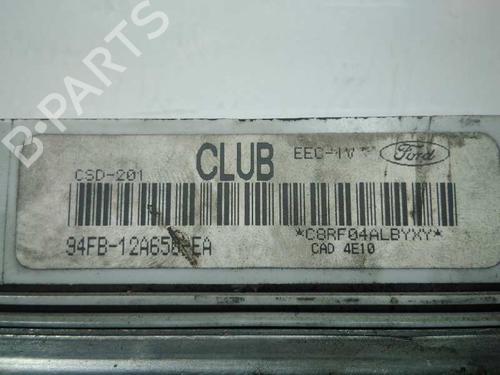 B-PARTS
CLUB
EEC-IV
Ford
CSD-201
94FB-12A650-EA
*C8RF04ALBYXY*
CAD 4E10